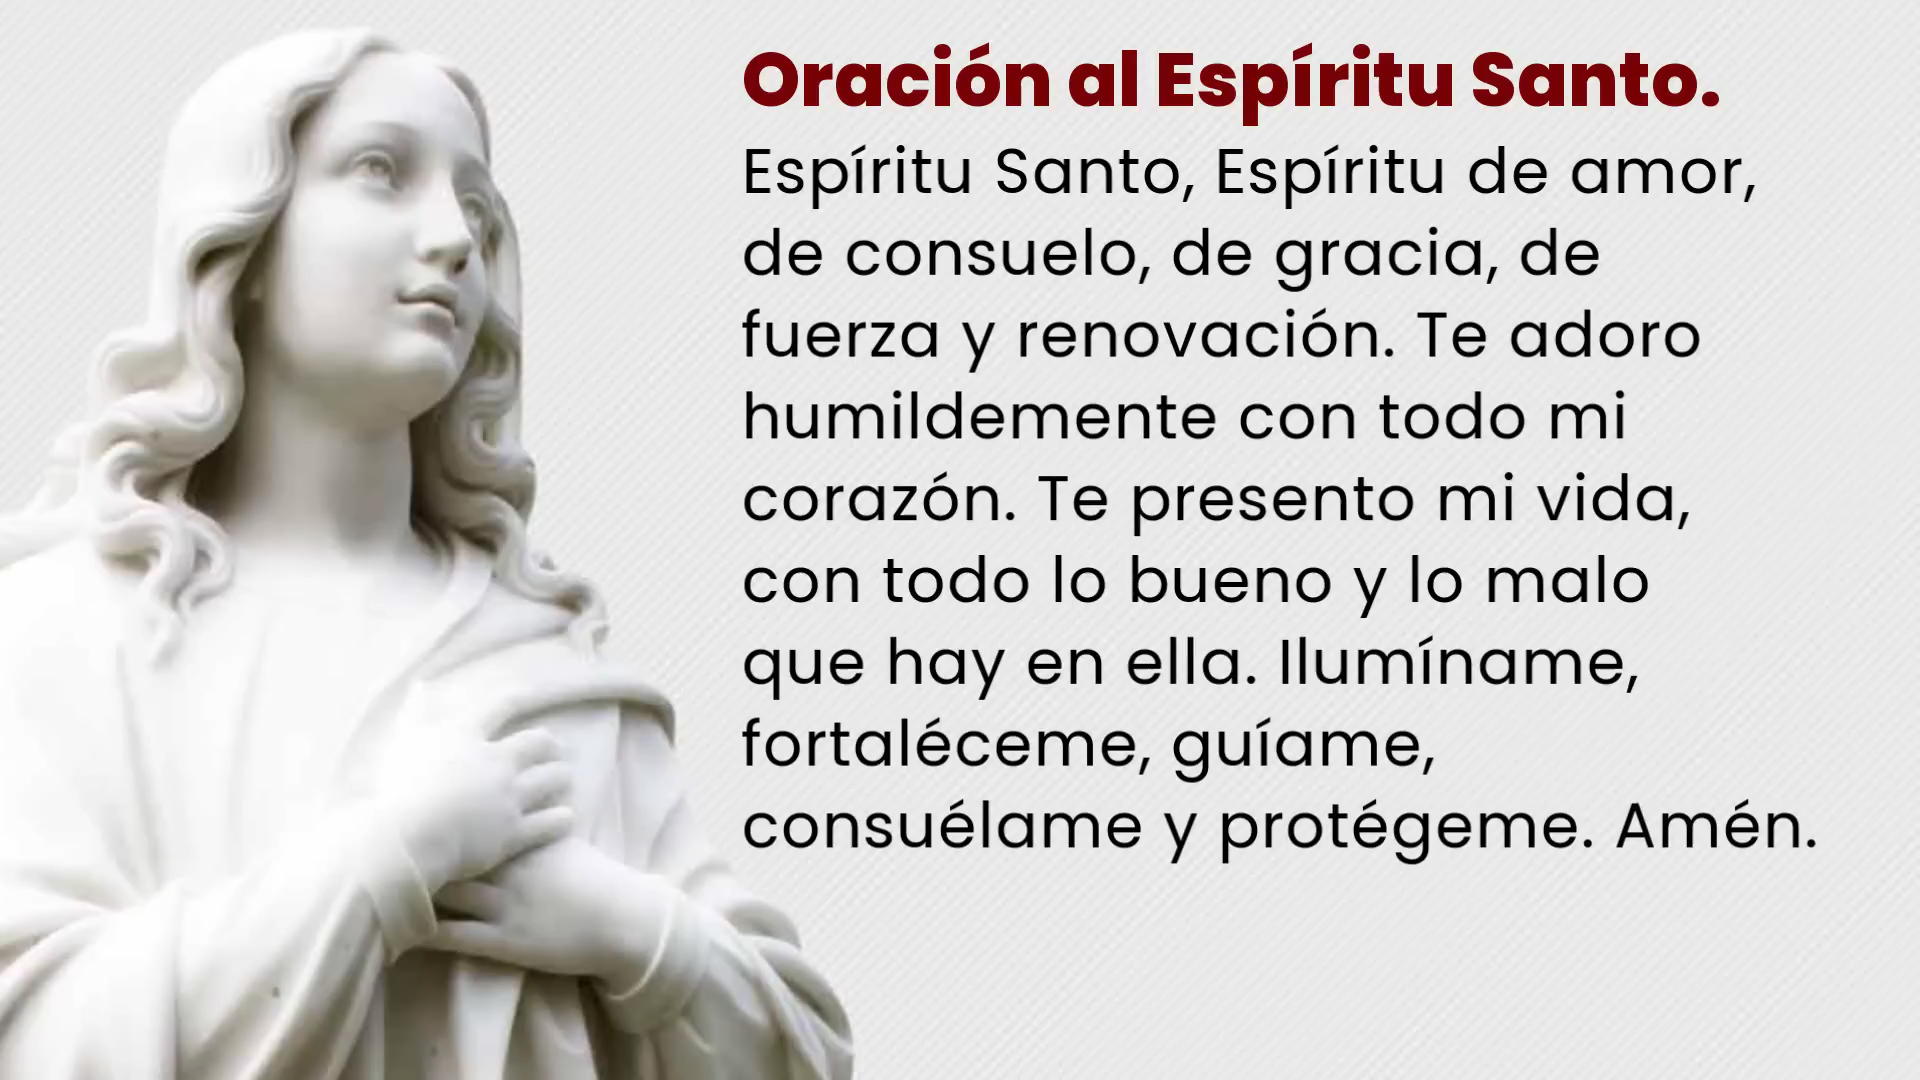 Oración al Espíritu Santo.
Espíritu Santo, Espíritu de amor,
de consuelo, de gracia, de
fuerza y renovación. Te adoro
humildemente con todo mi
corazón. Te presento mi vida,
con todo lo bueno y lo malo
que hay en ella. Ilumíname,
fortaléceme, guíame,
consuélame y protégeme. Amén.